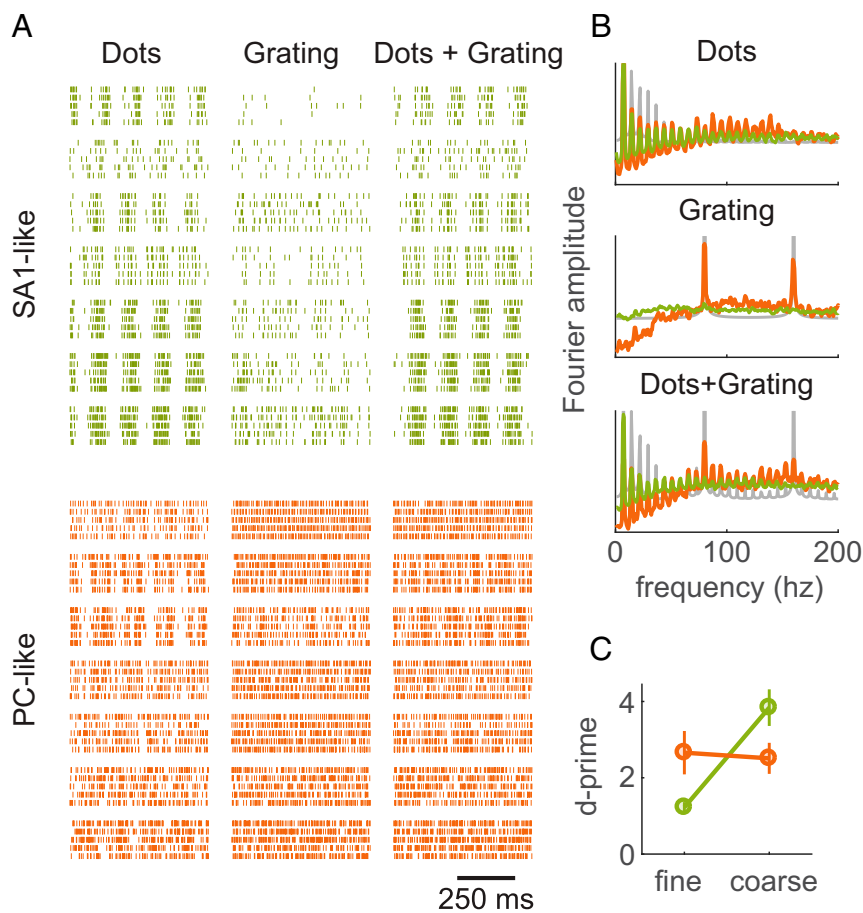 A
Dots Grating Dots + Grating
SA1-like
PC-like
250 ms
B
Dots
Grating
Dots+Grating
Fourier amplitude
0 100 200
frequency (hz)
C
4
2
0
d-prime
fine coarse